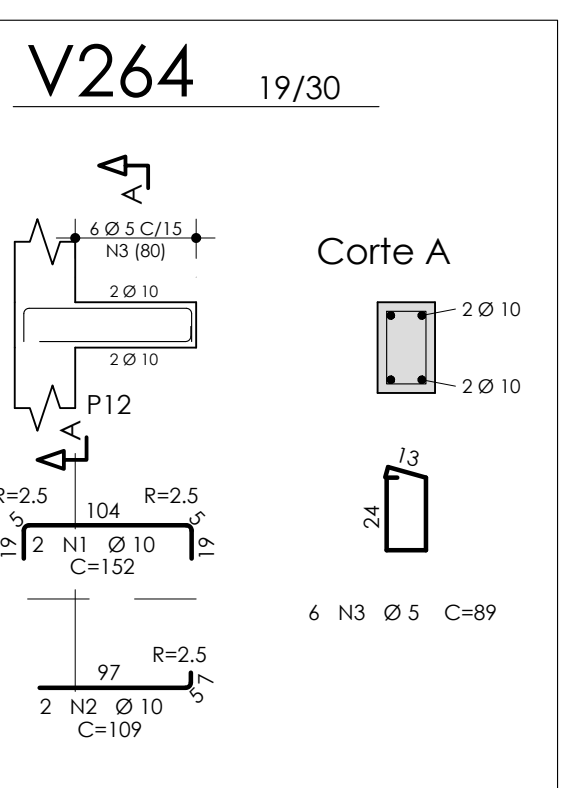 V264 19/30
A
6 Ø 5 C/15
N3 (80)
2 Ø 10
2 Ø 10
P12
A
Corte A
2 Ø 10
2 Ø 10
R=2.5 104 R=2.5
5 5
19 2 N1 Ø 10 19
C=152
13
24
6 N3 Ø 5 C=89
97 R=2.5
2 N2 Ø 10 5 7
C=109